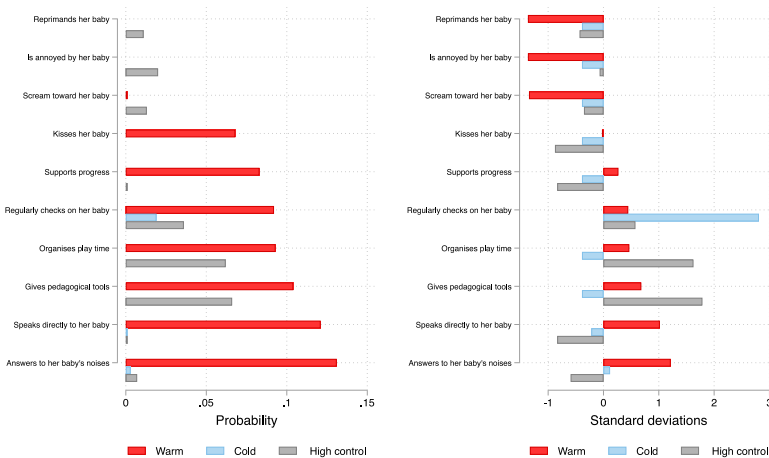 Reprimands her baby
Is annoyed by her baby
Scream toward her baby
Kisses her baby
Supports progress
Regularly checks on her baby
Organises play time
Gives pedagogical tools
Speaks directly to her baby
Answers to her baby's noises
0 .05 .1 .15
Probability
Warm Cold High control
Reprimands her baby
Is annoyed by her baby
Scream toward her baby
Kisses her baby
Supports progress
Regularly checks on her baby
Organises play time
Gives pedagogical tools
Speaks directly to her baby
Answers to her baby's noises
-1 0 1 2 3
Standard deviations
Warm Cold High control